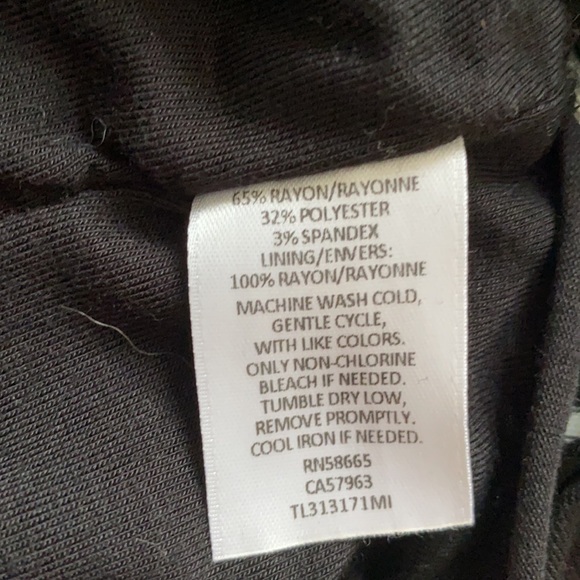 65% RAYON/RAYONNE
32% POLYESTER
3% SPANDEX
LINING/ENVERS:
100% RAYON/RAYONNE
MACHINE WASH COLD,
GENTLE CYCLE,
WITH LIKE COLORS.
ONLY NON-CHLORINE
BLEACH IF NEEDED.
TUMBLE DRY LOW,
REMOVE PROMPTLY.
COOL IRON IF NEEDED.
RN58665
CA57963
TL313171MI